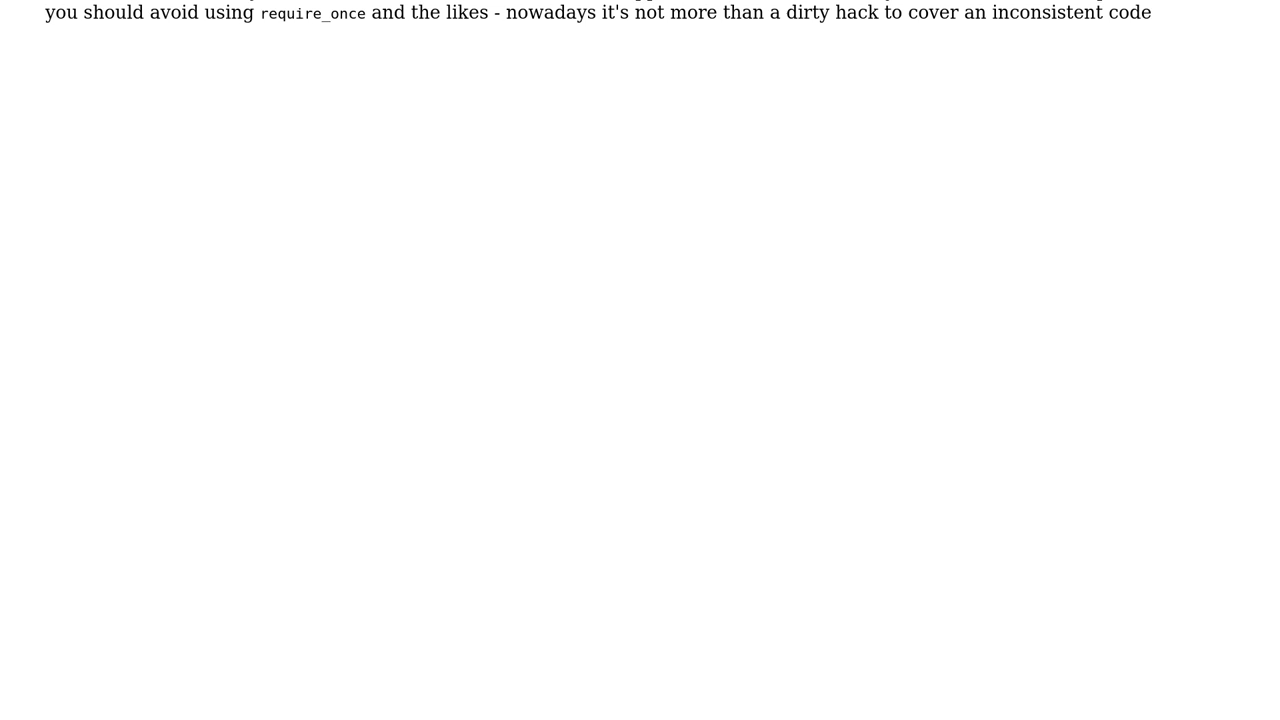 you should avoid using require_once and the likes - nowadays it's not more than a dirty hack to cover an inconsistent code